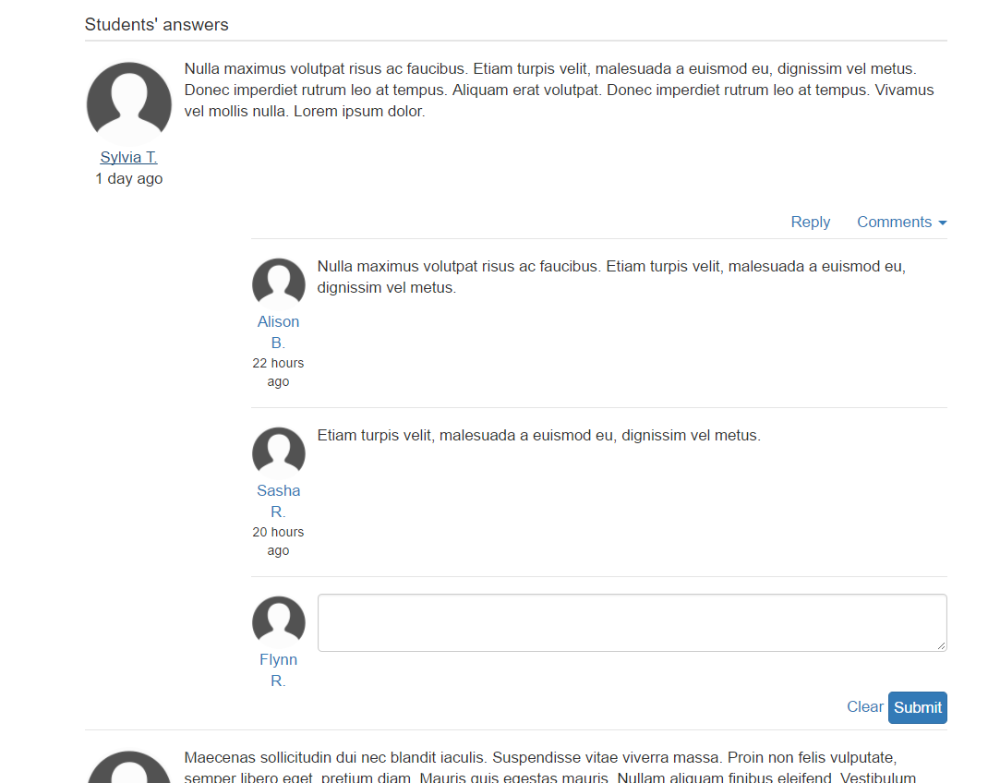 Students' answers
Nulla maximus volutpat risus ac faucibus. Etiam turpis velit, malesuada a euismod eu, dignissim vel metus.
Donec imperdiet rutrum leo at tempus. Aliquam erat volutpat. Donec imperdiet rutrum leo at tempus. Vivamus
vel mollis nulla. Lorem ipsum dolor.
Sylvia T.
1 day ago
Reply Comments
Nulla maximus volutpat risus ac faucibus. Etiam turpis velit, malesuada a euismod eu,
dignissim vel metus.
Alison
B.
22 hours
ago
Etiam turpis velit, malesuada a euismod eu, dignissim vel metus.
Sasha
R.
20 hours
ago
Flynn
R.
Clear Submit
Maecenas sollicitudin dui nec blandit iaculis. Suspendisse vitae viverra massa. Proin non felis vulputate,
semper libero eget, pretium diam. Mauris quis egestas mauris. Nullam aliquam finibus eleifend. Vestibulum